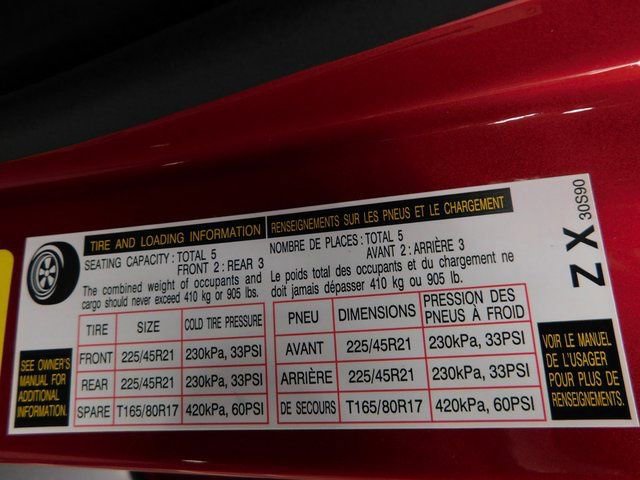 TIRE AND LOADING INFORMATION
SEATING CAPACITY : TOTAL 5
FRONT 2 : REAR 3
The combined weight of occupants and
cargo should never exceed 410 kg or 905 lbs.
TIRE SIZE COLD TIRE PRESSURE
FRONT 225/45R21 230kPa, 33PSI
REAR 225/45R21 230kPa, 33PSI
SPARE T165/80R17 420kPa, 60PSI
SEE OWNER'S
MANUAL FOR
ADDITIONAL
INFORMATION.
RENSEIGNEMENTS SUR LES PNEUS ET LE CHARGEMENT
NOMBRE DE PLACES : TOTAL 5
AVANT 2 : ARRIÈRE 3
Le poids total des occupants et du chargement ne
doit jamais dépasser 410 kg ou 905 lb.
PNEU DIMENSIONS PRESSION DES
PNEUS À FROID
AVANT 225/45R21 230kPa, 33PSI
ARRIÈRE 225/45R21 230kPa, 33PSI
DE SECOURS T165/80R17 420kPa, 60PSI
VOIR LE MANUEL
DE L'USAGER
POUR PLUS DE
RENSEIGNEMENTS.
ZX 30S90